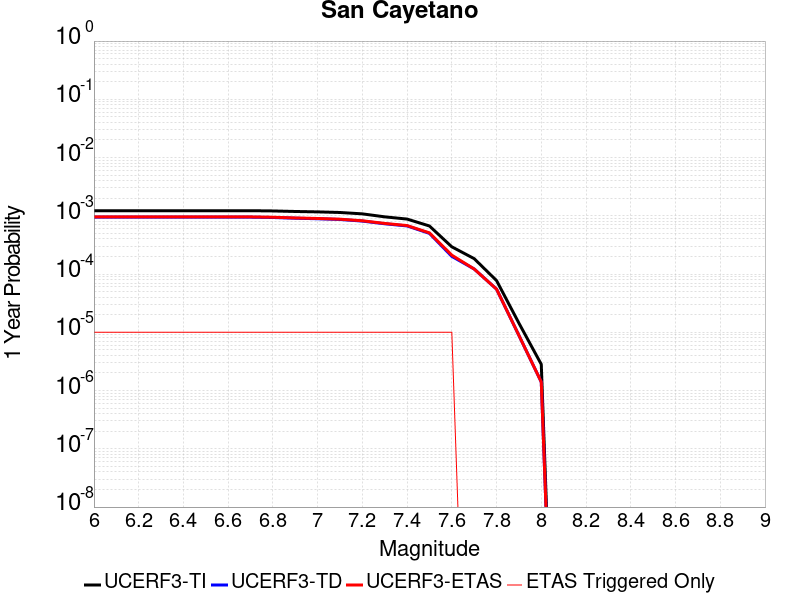 San Cayetano
1 Year Probability
10^0
10^-1
10^-2
10^-3
10^-4
10^-5
10^-6
10^-7
10^-8
6 6.2 6.4 6.6 6.8 7 7.2 7.4 7.6 7.8 8 8.2 8.4 8.6 8.8 9
Magnitude
UCERF3-TI UCERF3-TD UCERF3-ETAS ETAS Triggered Only